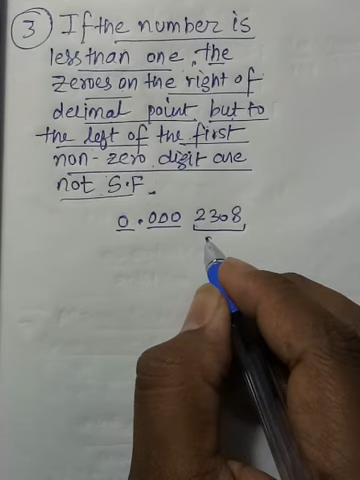 ③ If the number is
less than one, the
zeroes on the right of
decimal point but to
the left of the first
non-zero digit are
not S.F.
0.000 2308